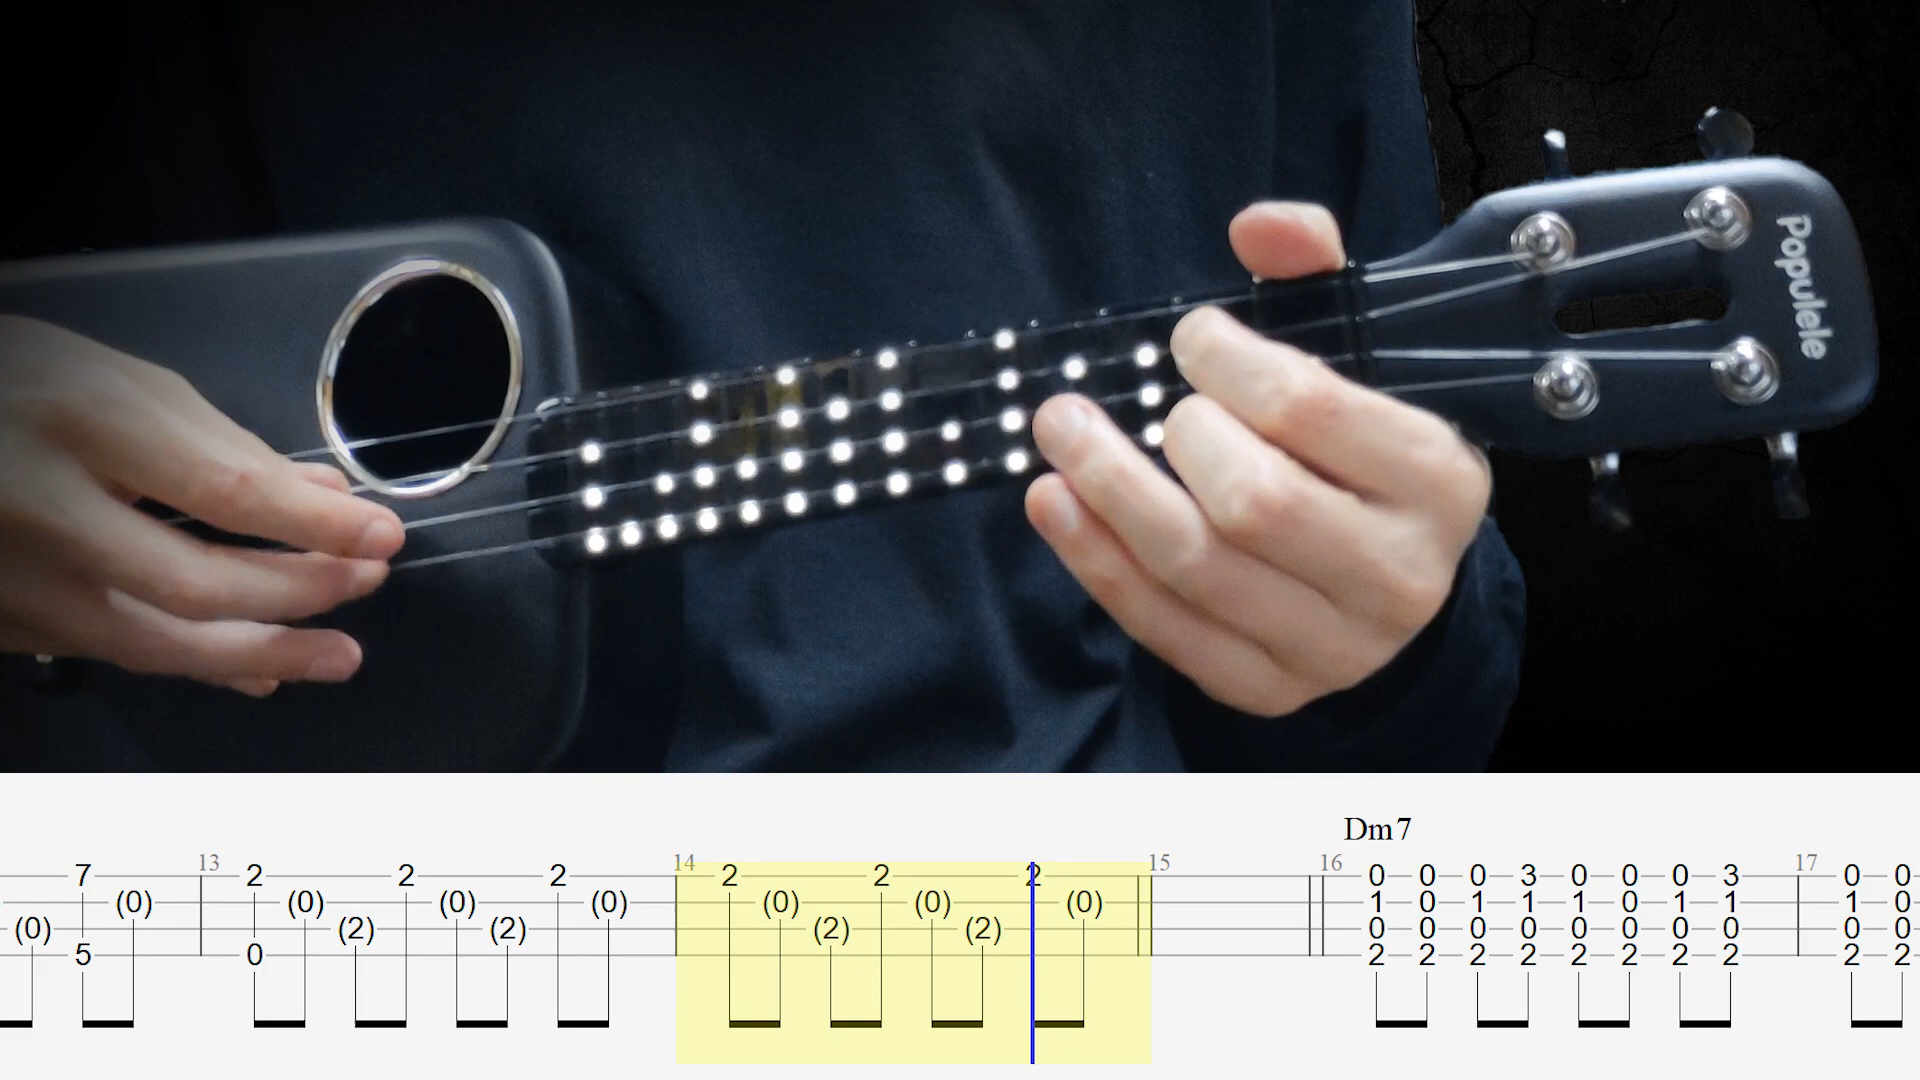 Populele
Dm7
13 14 15 16 17
7 2 2 2 2 2 2 0 0 0 3 0 0 0 3 0 0
(0) (0) (0) (0) (0) (0) (0) 1 0 1 1 1 0 1 1 1 0
(0) (2) (2) (2) (2) 0 0 0 0 0 0 0 0 0 0
5 0 2 2 2 2 2 2 2 2 2 2